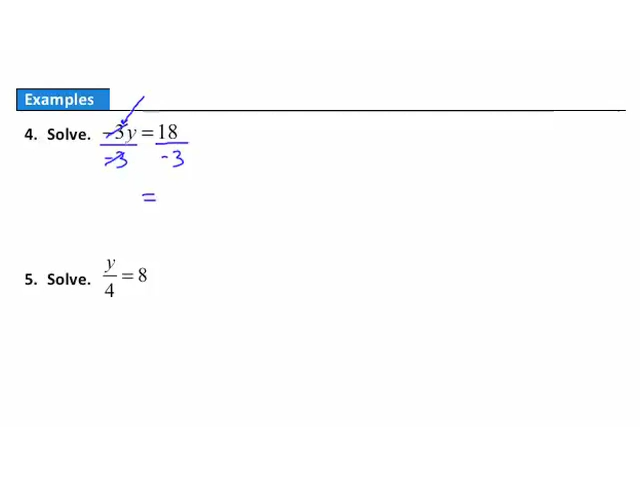 Examples
4. Solve. -3y = 18
-3 -3
=
5. Solve. y/4 = 8